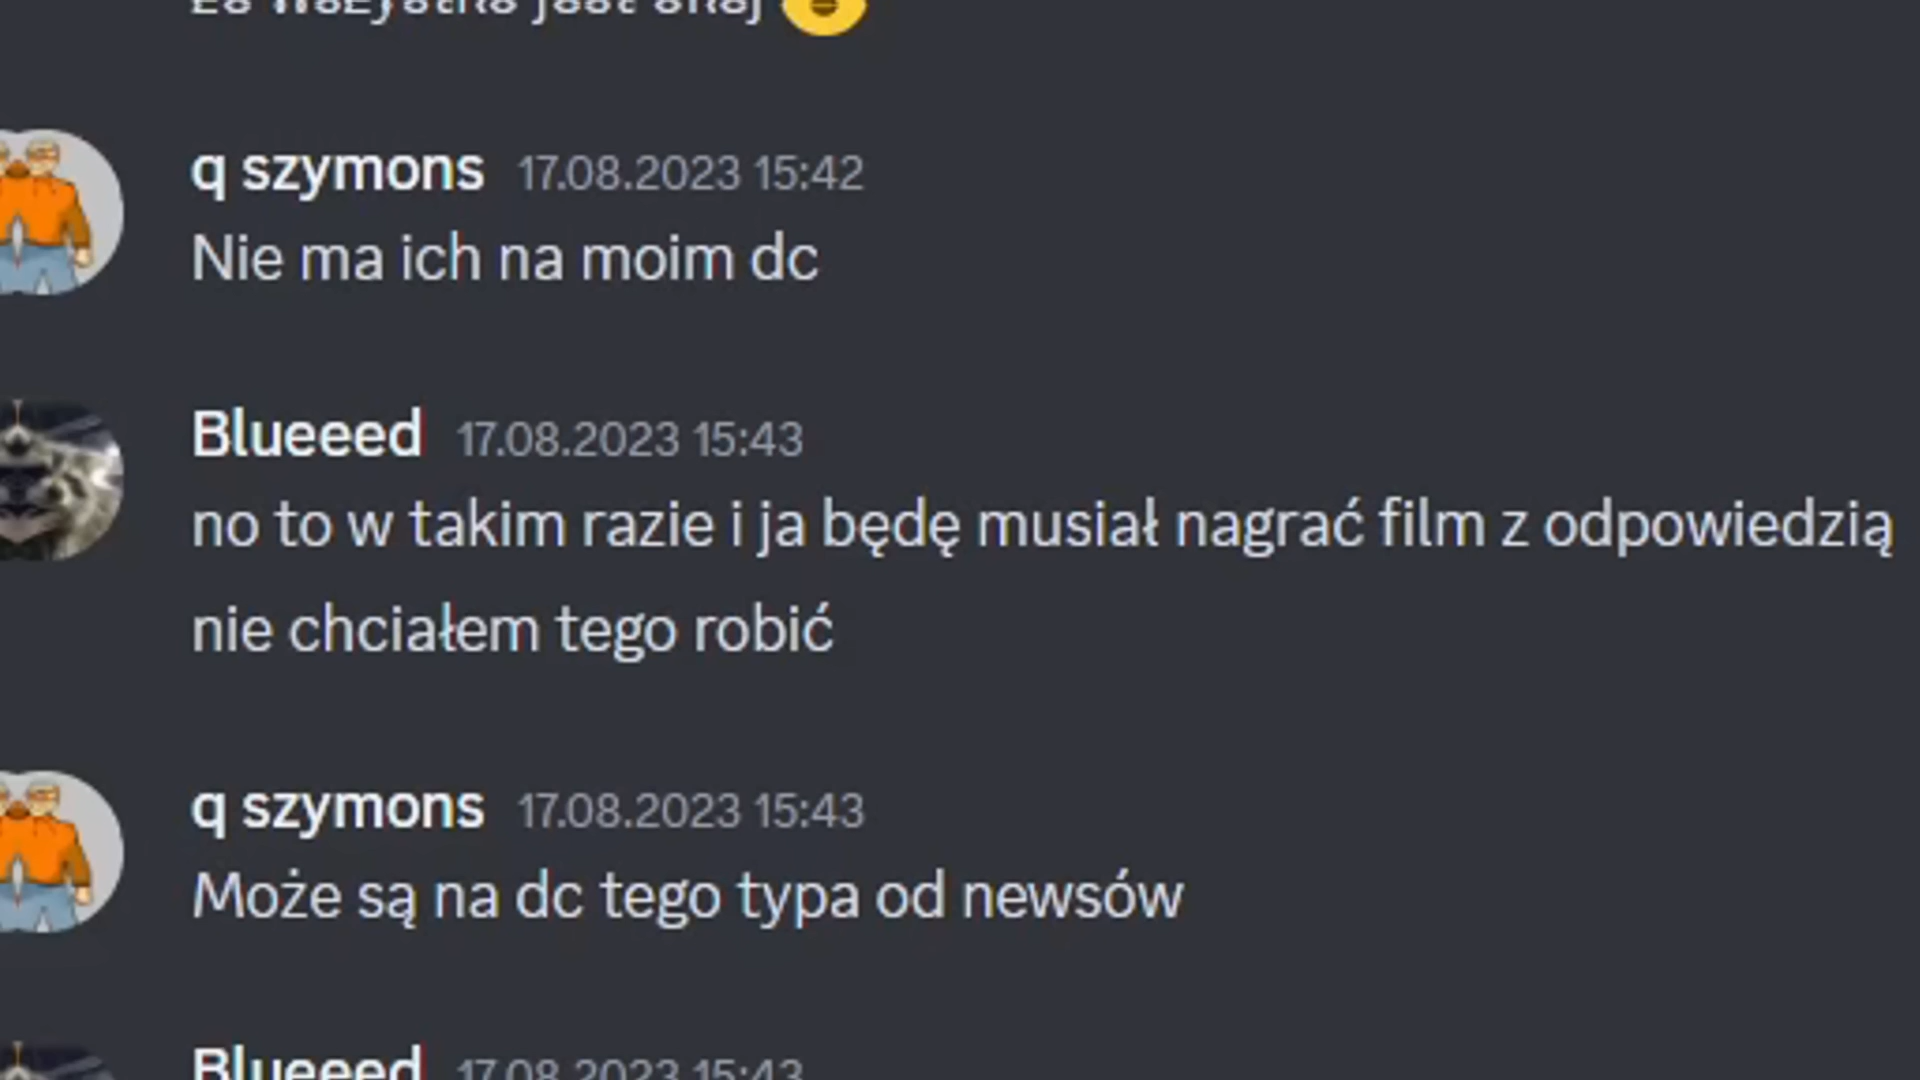 jest
q szymons 17.08.2023 15:42
Nie ma ich na moim dc
Blueeed 17.08.2023 15:43
no to w takim razie i ja będę musiał nagrać film z odpowiedzią
nie chciałem tego robić
q szymons 17.08.2023 15:43
Może są na dc tego typa od newsów
Blueeed 17.08.2023 15:43